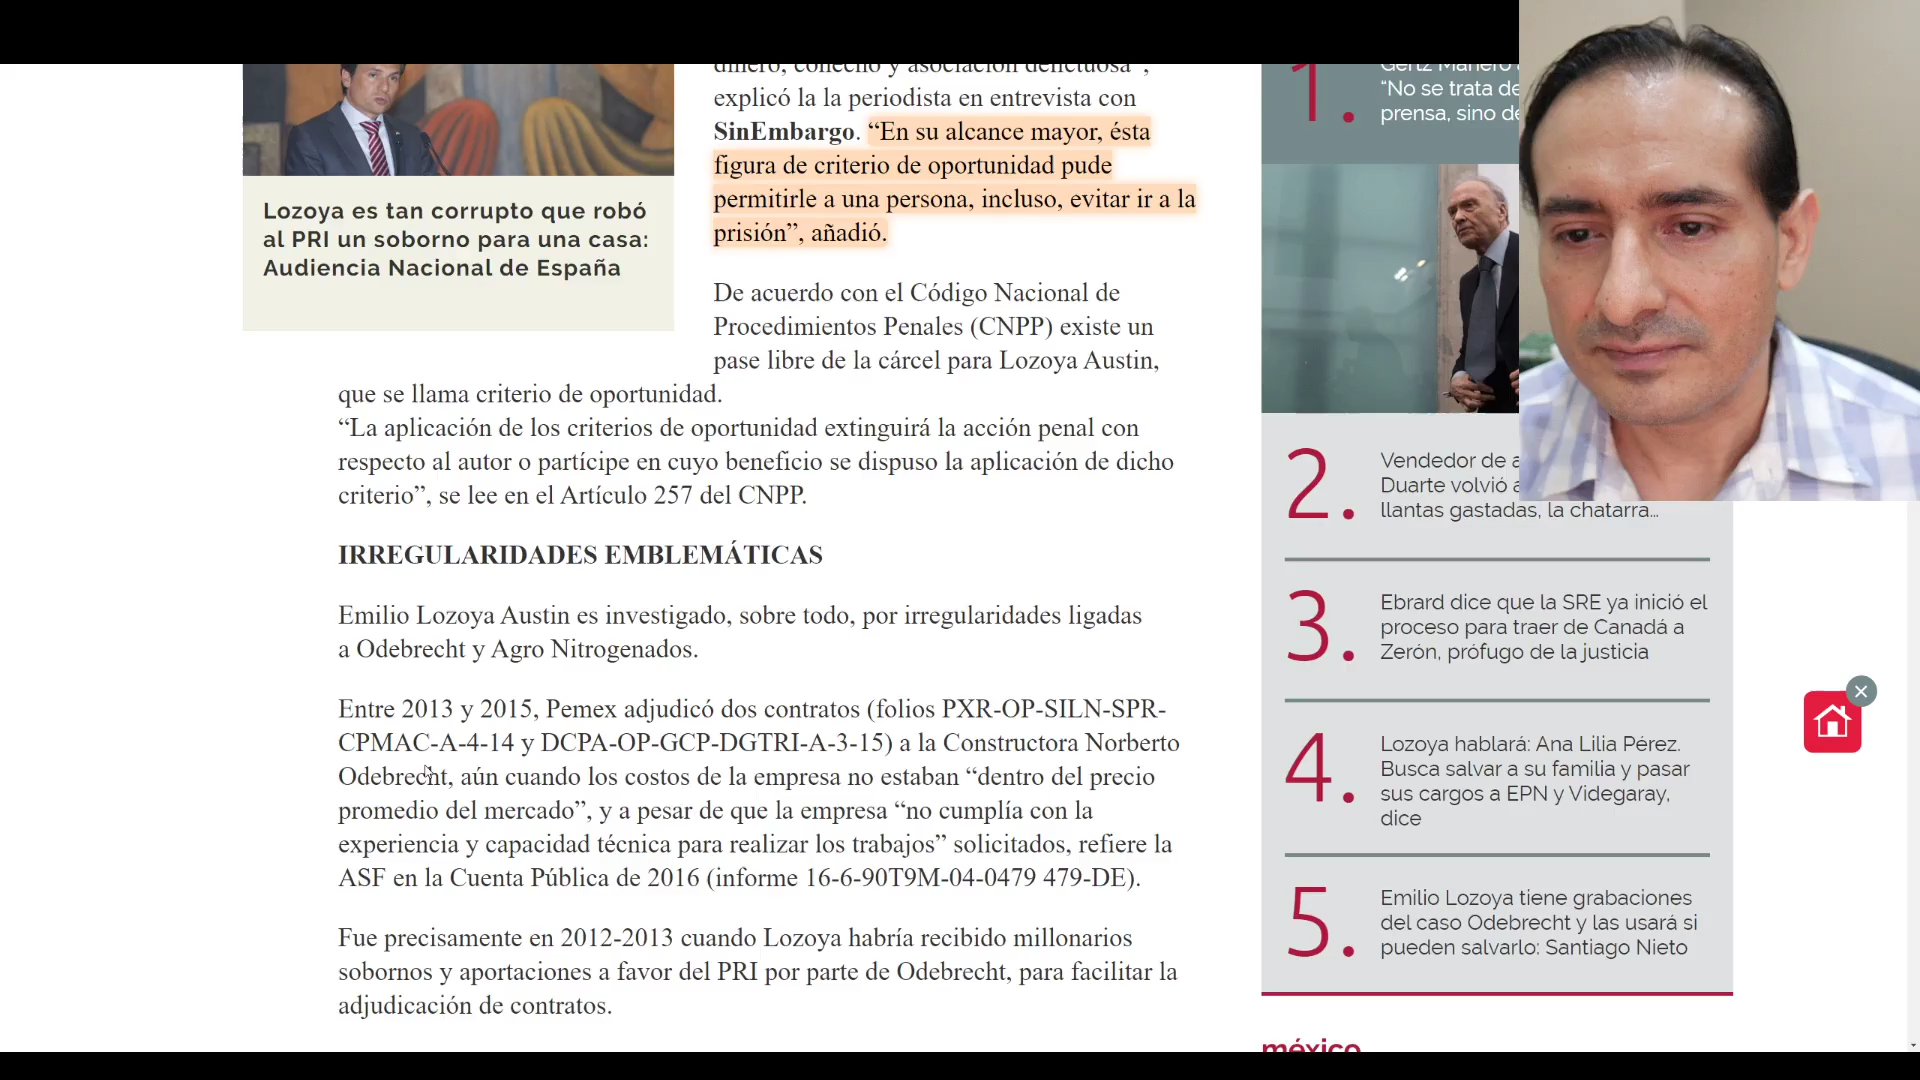 dinero, cohecho y asociación delictuosa”,
explicó la la periodista en entrevista con
SinEmbargo. “En su alcance mayor, ésta
figura de criterio de oportunidad pude
permitirle a una persona, incluso, evitar ir a la
prisión”, añadió.
Lozoya es tan corrupto que robó
al PRI un soborno para una casa:
Audiencia Nacional de España
De acuerdo con el Código Nacional de
Procedimientos Penales (CNPP) existe un
pase libre de la cárcel para Lozoya Austin,
que se llama criterio de oportunidad.
“La aplicación de los criterios de oportunidad extinguirá la acción penal con
respecto al autor o partícipe en cuyo beneficio se dispuso la aplicación de dicho
criterio”, se lee en el Artículo 257 del CNPP.
IRREGULARIDADES EMBLEMÁTICAS
Emilio Lozoya Austin es investigado, sobre todo, por irregularidades ligadas
a Odebrecht y Agro Nitrogenados.
Entre 2013 y 2015, Pemex adjudicó dos contratos (folios PXR-OP-SILN-SPR-
CPMAC-A-4-14 y DCPA-OP-GCP-DGTRI-A-3-15) a la Constructora Norberto
Odebrecht, aún cuando los costos de la empresa no estaban “dentro del precio
promedio del mercado”, y a pesar de que la empresa “no cumplía con la
experiencia y capacidad técnica para realizar los trabajos” solicitados, refiere la
ASF en la Cuenta Pública de 2016 (informe 16-6-90T9M-04-0479 479-DE).
Fue precisamente en 2012-2013 cuando Lozoya habría recibido millonarios
sobornos y aportaciones a favor del PRI por parte de Odebrecht, para facilitar la
adjudicación de contratos.
1.
Gertz Manero
“No se trata de
prensa, sino de
2.
Vendedor de
Duarte volvió
llantas gastadas, la chatarra…
3.
Ebrard dice que la SRE ya inició el
proceso para traer de Canadá a
Zerón, prófugo de la justicia
4.
Lozoya hablará: Ana Lilia Pérez.
Busca salvar a su familia y pasar
sus cargos a EPN y Videgaray,
dice
5.
Emilio Lozoya tiene grabaciones
del caso Odebrecht y las usará si
pueden salvarlo: Santiago Nieto
méxico